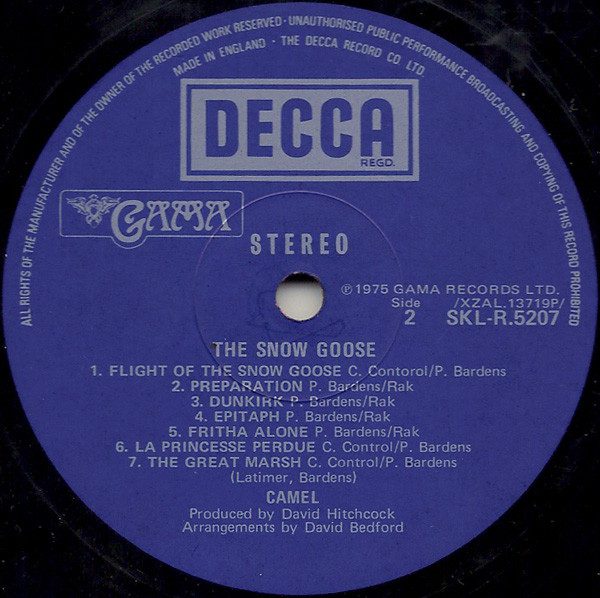 ALL RIGHTS OF THE MANUFACTURER AND OF THE OWNER OF THE RECORDED WORK RESERVED · UNAUTHORISED PUBLIC PERFORMANCE BROADCASTING AND COPYING OF THIS RECORD PROHIBITED
MADE IN ENGLAND · THE DECCA RECORD CO LTD
DECCA
REGD.
GAMA
STEREO
℗1975 GAMA RECORDS LTD.
Side /XZAL.13719P/
2 SKL-R.5207
THE SNOW GOOSE
1. FLIGHT OF THE SNOW GOOSE C. Contorol/P. Bardens
2. PREPARATION P. Bardens/Rak
3. DUNKIRK P. Bardens/Rak
4. EPITAPH P. Bardens/Rak
5. FRITHA ALONE P. Bardens/Rak
6. LA PRINCESSE PERDUE C. Control/P. Bardens
7. THE GREAT MARSH C. Control/P. Bardens
(Latimer, Bardens)
CAMEL
Produced by David Hitchcock
Arrangements by David Bedford